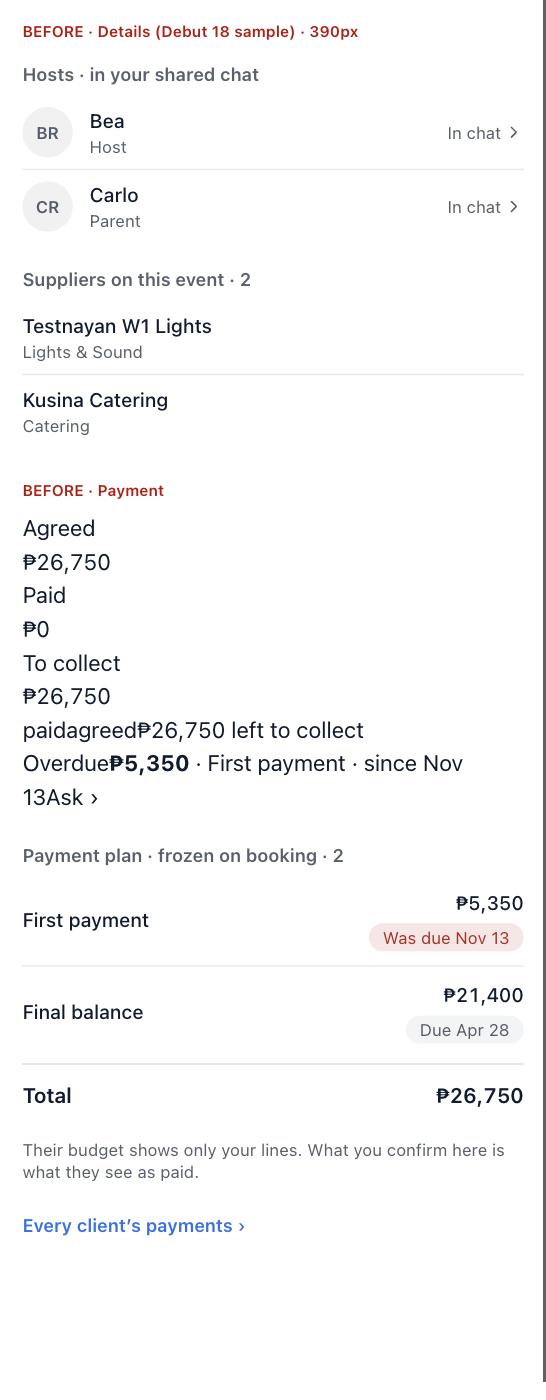 BEFORE · Details (Debut 18 sample) · 390px
Hosts · in your shared chat
BR
Bea
Host
In chat ›
CR
Carlo
Parent
In chat ›
Suppliers on this event · 2
Testnayan W1 Lights
Lights & Sound
Kusina Catering
Catering
BEFORE · Payment
Agreed
₱26,750
Paid
₱0
To collect
₱26,750
paidagreed₱26,750 left to collect
Overdue₱5,350 · First payment · since Nov
13Ask ›
Payment plan · frozen on booking · 2
First payment
₱5,350
Was due Nov 13
Final balance
₱21,400
Due Apr 28
Total
₱26,750
Their budget shows only your lines. What you confirm here is
what they see as paid.
Every client’s payments ›